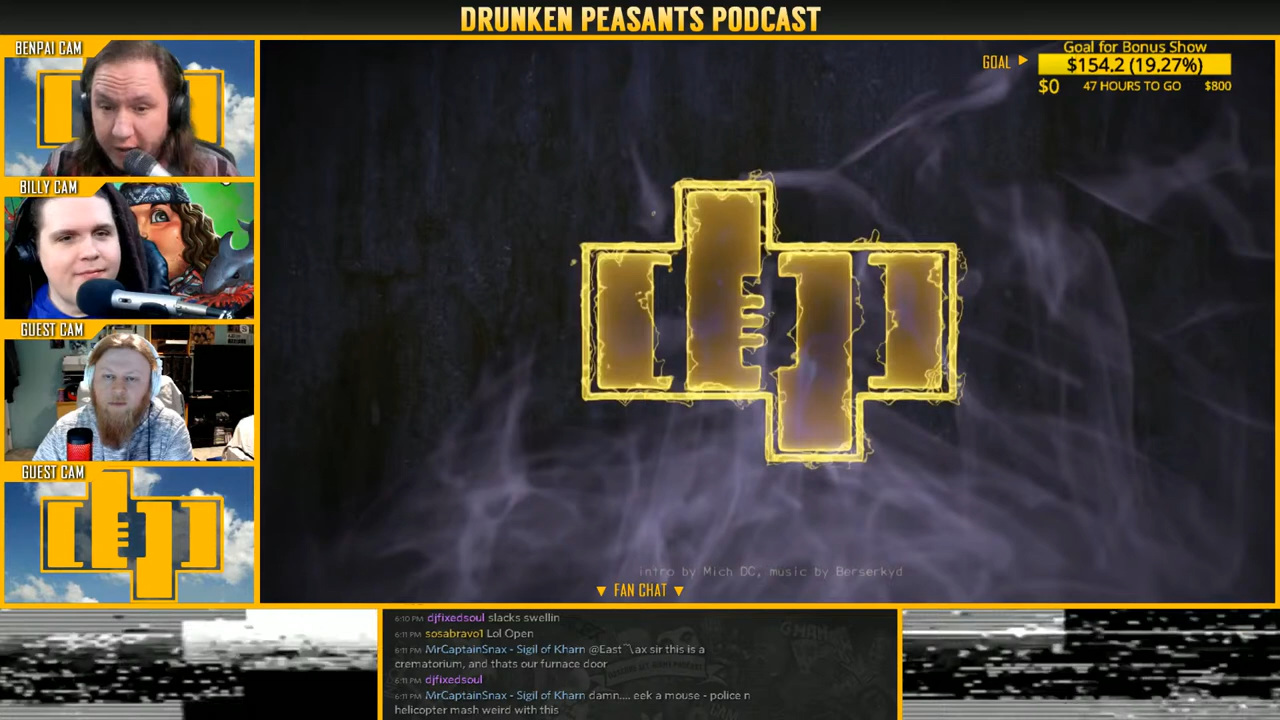 DRUNKEN PEASANTS PODCAST
BENPAI CAM
BILLY CAM
GUEST CAM
GUEST CAM
GOAL
Goal for Bonus Show
$154.2 (19.27%)
$0 47 HOURS TO GO $800
intro by Mich DC, music by Berserkyd
▼ FAN CHAT ▼
6:10 PM djfixedsoul slacks swellin
6:11 PM sosabravo1 Lol Open
6:11 PM MrCaptainSnax - Sigil of Kharn @East¯\ax sir this is a
crematorium, and thats our furnace door
6:11 PM djfixedsoul
6:11 PM MrCaptainSnax - Sigil of Kharn damn.... eek a mouse - police n
helicopter mash weird with this